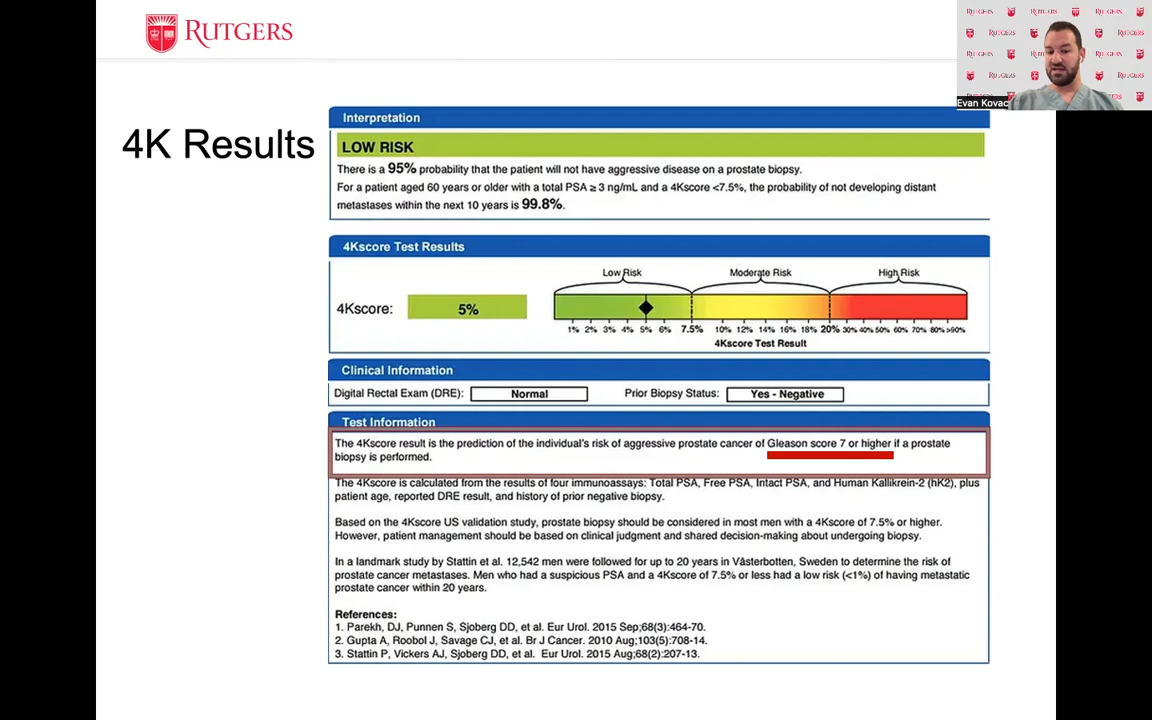 RUTGERS
Evan Kovac
4K Results
Interpretation
LOW RISK
There is a 95% probability that the patient will not have aggressive disease on a prostate biopsy.
For a patient aged 60 years or older with a total PSA ≥ 3 ng/mL and a 4Kscore <7.5%, the probability of not developing distant
metastases within the next 10 years is 99.8%.
4Kscore Test Results
Low Risk Moderate Risk High Risk
4Kscore: 5%
1% 2% 3% 4% 5% 6% 7.5% 10% 12% 14% 16% 18% 20% 30% 40% 50% 60% 70% 80% >90%
4Kscore Test Result
Clinical Information
Digital Rectal Exam (DRE): Normal Prior Biopsy Status: Yes - Negative
Test Information
The 4Kscore result is the prediction of the individual's risk of aggressive prostate cancer of Gleason score 7 or higher if a prostate
biopsy is performed.
The 4Kscore is calculated from the results of four immunoassays: Total PSA, Free PSA, Intact PSA, and Human Kallikrein-2 (hK2), plus
patient age, reported DRE result, and history of prior negative biopsy.
Based on the 4Kscore US validation study, prostate biopsy should be considered in most men with a 4Kscore of 7.5% or higher.
However, patient management should be based on clinical judgment and shared decision-making about undergoing biopsy.
In a landmark study by Stattin et al. 12,542 men were followed for up to 20 years in Västerbotten, Sweden to determine the risk of
prostate cancer metastases. Men who had a suspicious PSA and a 4Kscore of 7.5% or less had a low risk (<1%) of having metastatic
prostate cancer within 20 years.
References:
1. Parekh, DJ, Punnen S, Sjoberg DD, et al. Eur Urol. 2015 Sep;68(3):464-70.
2. Gupta A, Roobol J, Savage CJ, et al. Br J Cancer. 2010 Aug;103(5):708-14.
3. Stattin P, Vickers AJ, Sjoberg DD, et al. Eur Urol. 2015 Aug;68(2):207-13.